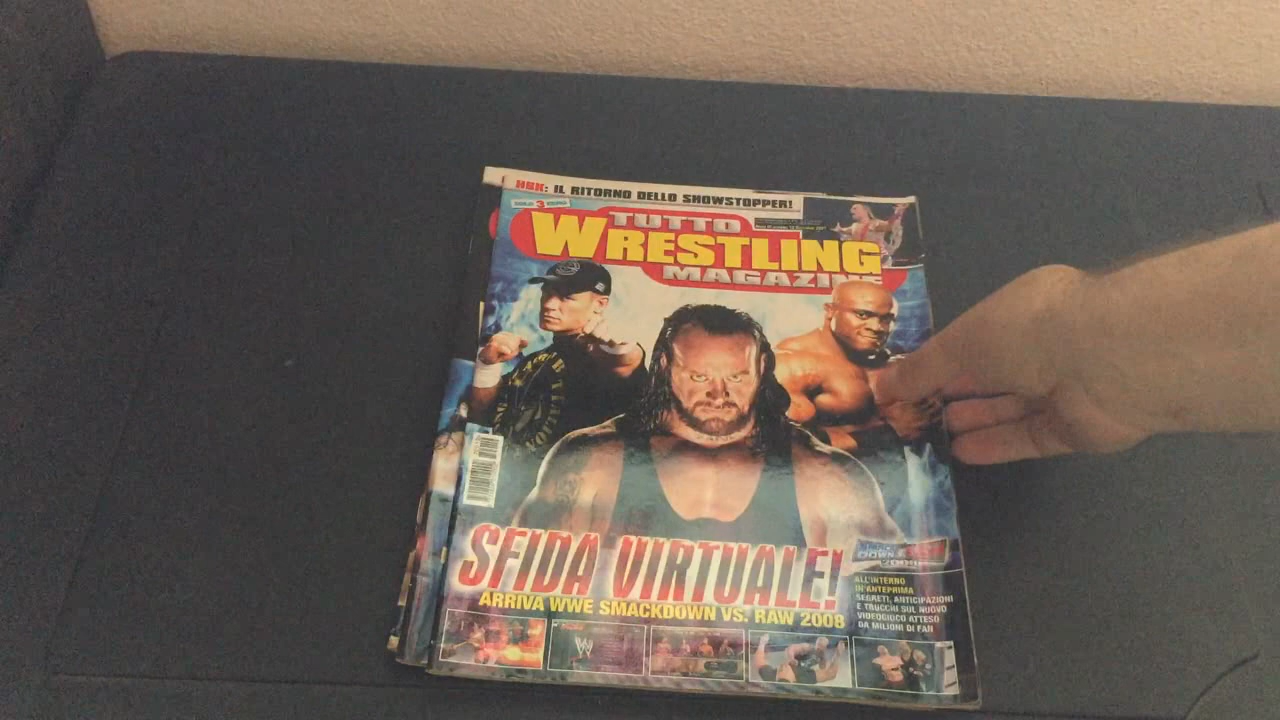 HBK: IL RITORNO DELLO SHOWSTOPPER!
3
TUTTO
WRESTLING
MAGAZINE
SFIDA VIRTUALE!
ARRIVA WWE SMACKDOWN VS. RAW 2008
ALL'INTERNO
IN ANTEPRIMA
SEGRETI, ANTICIPAZIONI
E TRUCCHI SUL NUOVO
VIDEOGIOCO ATTESO
DA MILIONI DI FAN